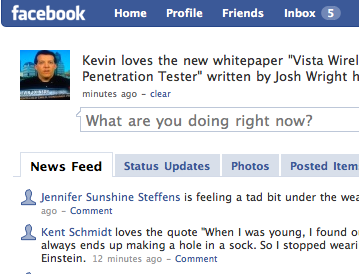 facebook Home Profile Friends Inbox 5
Kevin loves the new whitepaper "Vista Wirel
Penetration Tester" written by Josh Wright h
minutes ago – clear
What are you doing right now?
News Feed Status Updates Photos Posted Item
Jennifer Sunshine Steffens is feeling a tad bit under the wea
ago – Comment
Kent Schmidt loves the quote "When I was young, I found o
always ends up making a hole in a sock. So I stopped weari
Einstein. 12 minutes ago – Comment